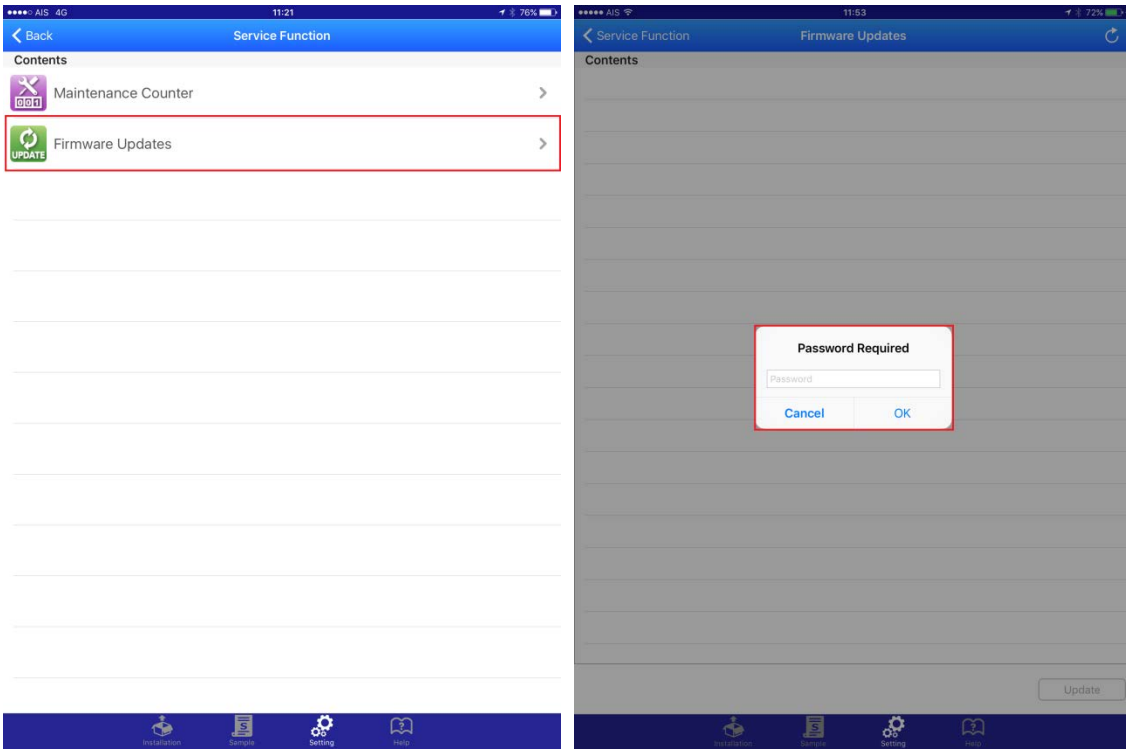 AIS 4G 11:21 76%
Back Service Function
Contents
001 Maintenance Counter
UPDATE Firmware Updates
Installation Sample Setting Help
AIS 11:53 72%
Service Function Firmware Updates
Contents
Password Required
Password
Cancel OK
Update
Installation Sample Setting Help